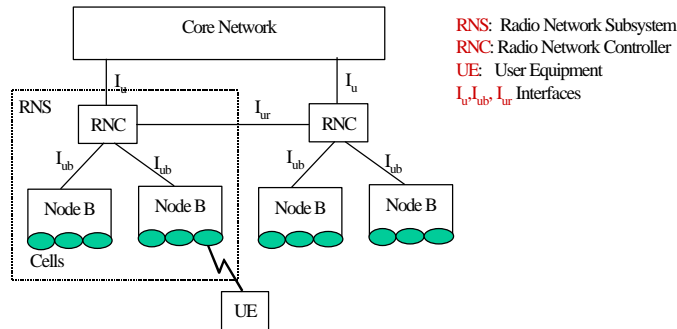 Core Network
RNS: Radio Network Subsystem
RNC: Radio Network Controller
UE: User Equipment
Iu,Iub, Iur Interfaces
Iu
Iu
RNS
RNC
Iur
RNC
Iub
Iub
Iub
Iub
Node B
Node B
Node B
Node B
Cells
UE